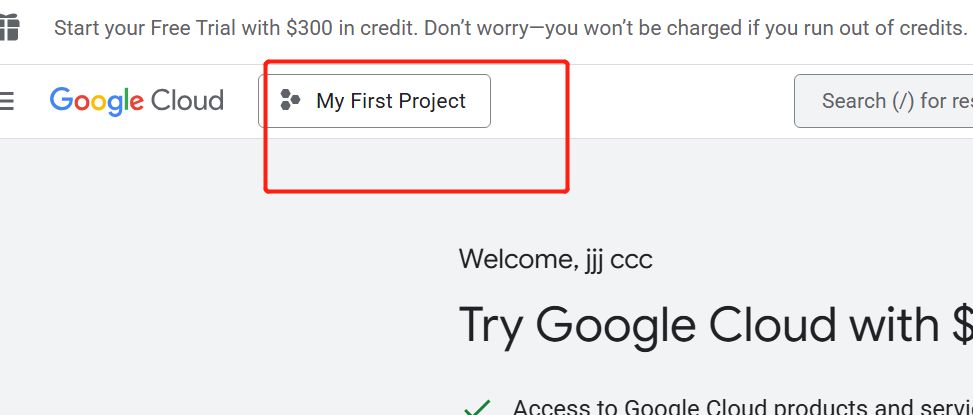 Start your Free Trial with $300 in credit. Don’t worry—you won’t be charged if you run out of credits.
Google Cloud
My First Project
Search (/) for
Welcome, jjj ccc
Try Google Cloud with $
Access to Google Cloud products and